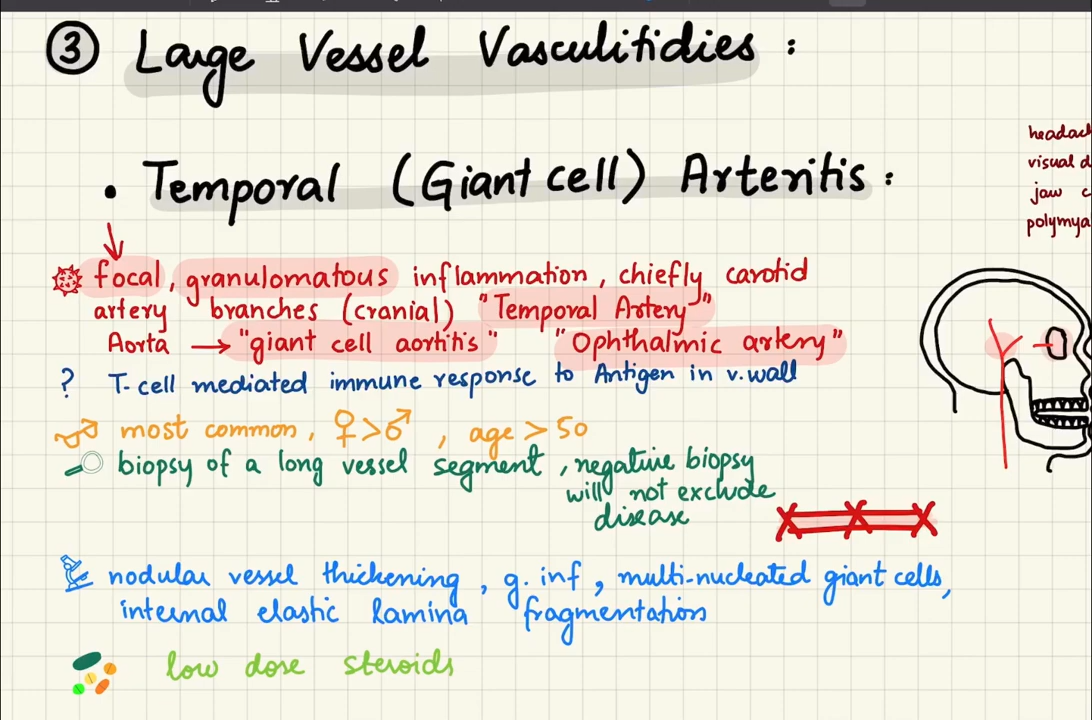 ③ Large Vessel Vasculitidies :
• Temporal (Giant cell) Arteritis :
focal, granulomatous inflammation, chiefly carotid
artery branches (cranial) "Temporal Artery"
Aorta → "giant cell aortitis" "Ophthalmic artery"
? T-cell mediated immune response to Antigen in v.wall
most common, ♀>♂, age > 50
biopsy of a long vessel segment, negative biopsy
will not exclude
disease
nodular vessel thickening, g. inf, multi-nucleated giant cells,
internal elastic lamina fragmentation
low dose steroids
headach
visual d
jaw c
polymya